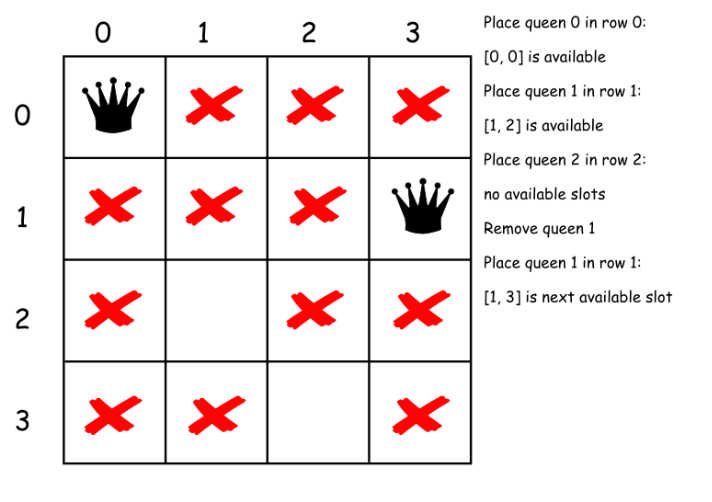 Place queen 0 in row 0:
[0, 0] is available
Place queen 1 in row 1:
[1, 2] is available
Place queen 2 in row 2:
no available slots
Remove queen 1
Place queen 1 in row 1:
[1, 3] is next available slot
0 1 2 3
0
1
2
3